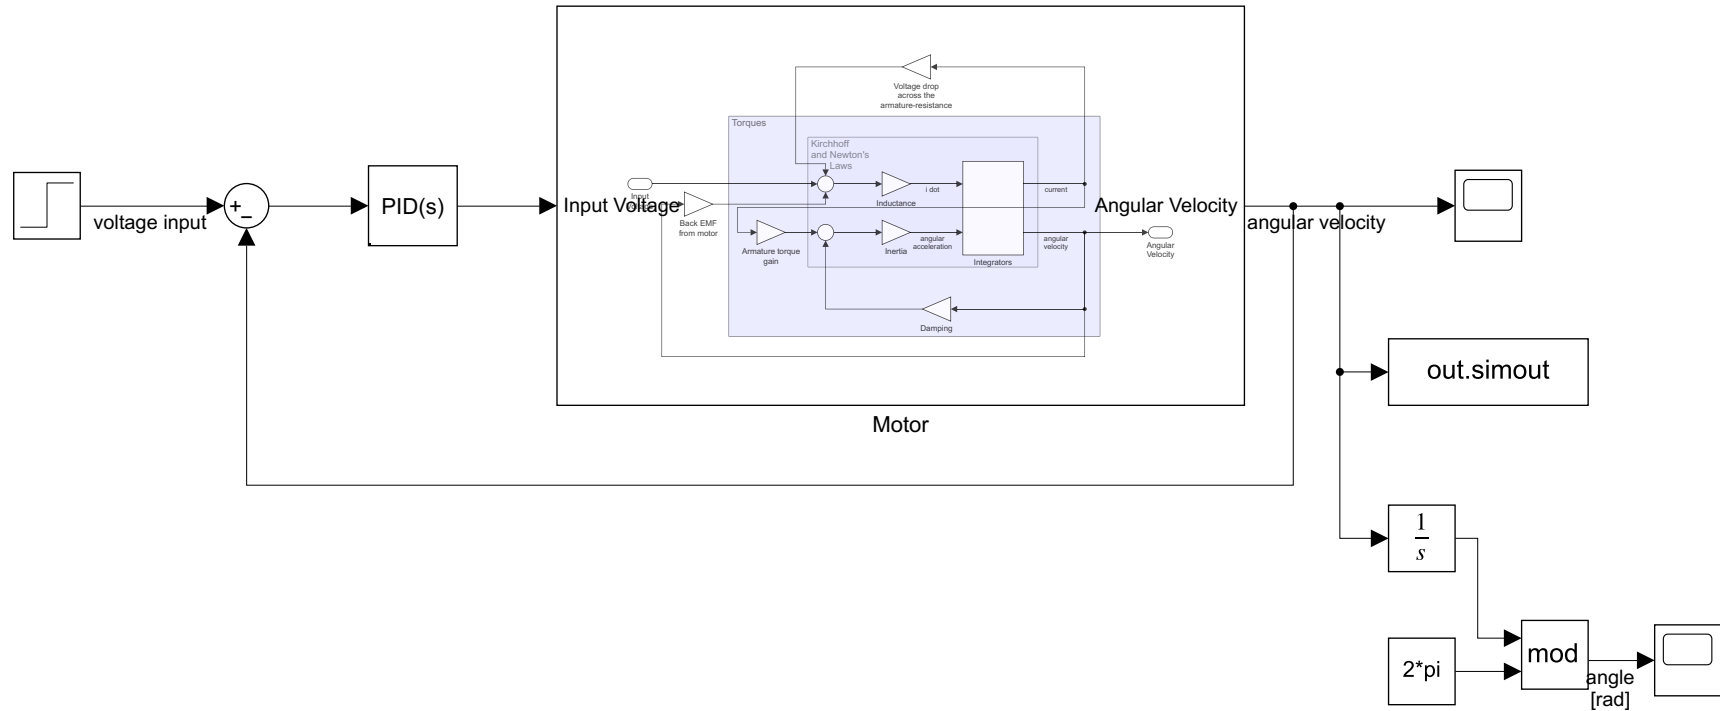 Voltage drop
across the
armature-resistance
Torques
Kirchhoff
and Newton's
Laws
voltage input
+
−
PID(s)
Input Voltage
Input
Back EMF
from motor
Armature torque
gain
i dot
Inductance
angular
acceleration
Inertia
Integrators
current
angular
velocity
Damping
Angular Velocity
Angular
Velocity
angular velocity
Motor
out.simout
1
s
2*pi
mod
angle
[rad]